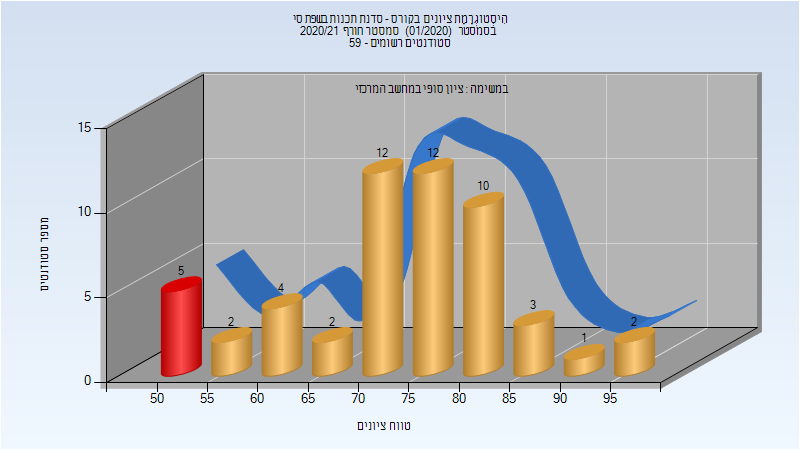 היסטוגרמת ציונים בקורס - סדנת תכנות בשפת סי
בסמסטר (01/2020) סמסטר חורף 2020/21
סטודנטים רשומים - 59
במשימה : ציון סופי במחשב המרכזי
מספר סטודנטים
15
10
5
0
5
2
4
2
12
12
10
3
1
2
50 55 60 65 70 75 80 85 90 95
טווח ציונים